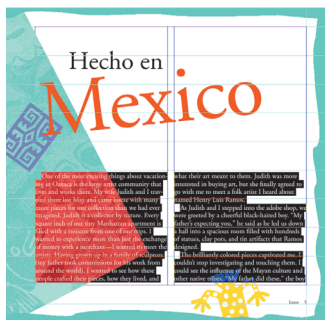 Hecho en
Mexico
One of the most exciting things about vacation-
ing in Oaxaca is the large artist community that
lives and works there. My wife Judith and I trav-
eled there last May and came home with many
more pieces for our collection than we had ever
imagined. Judith is a collector by nature. Every
square inch of our tiny Manhattan apartment is
filled with a treasure from one of our trips. I
wanted to experience more than just the exchange
of money with a merchant—I wanted to meet the
artists. Having grown up in a family of sculptors
(my father took commissions for his work from
around the world), I wanted to see how these
people crafted their pieces, how they lived, and
what their art meant to them. Judith was more
interested in buying art, but she finally agreed to
go with me to meet a folk artist I heard about
named Henry Luis Ramos.
As Judith and I stepped into the adobe shop, we
were greeted by a cheerful black-haired boy. "My
father's expecting you," he said as he led us down
a hall into a spacious room filled with hundreds
of statues, clay pots, and tin artifacts that Ramos
designed.
The brilliantly colored pieces captivated me. I
couldn't stop investigating and touching them. I
could see the influence of the Mayan culture and
other native tribes. "My father did these." the boy
Issue